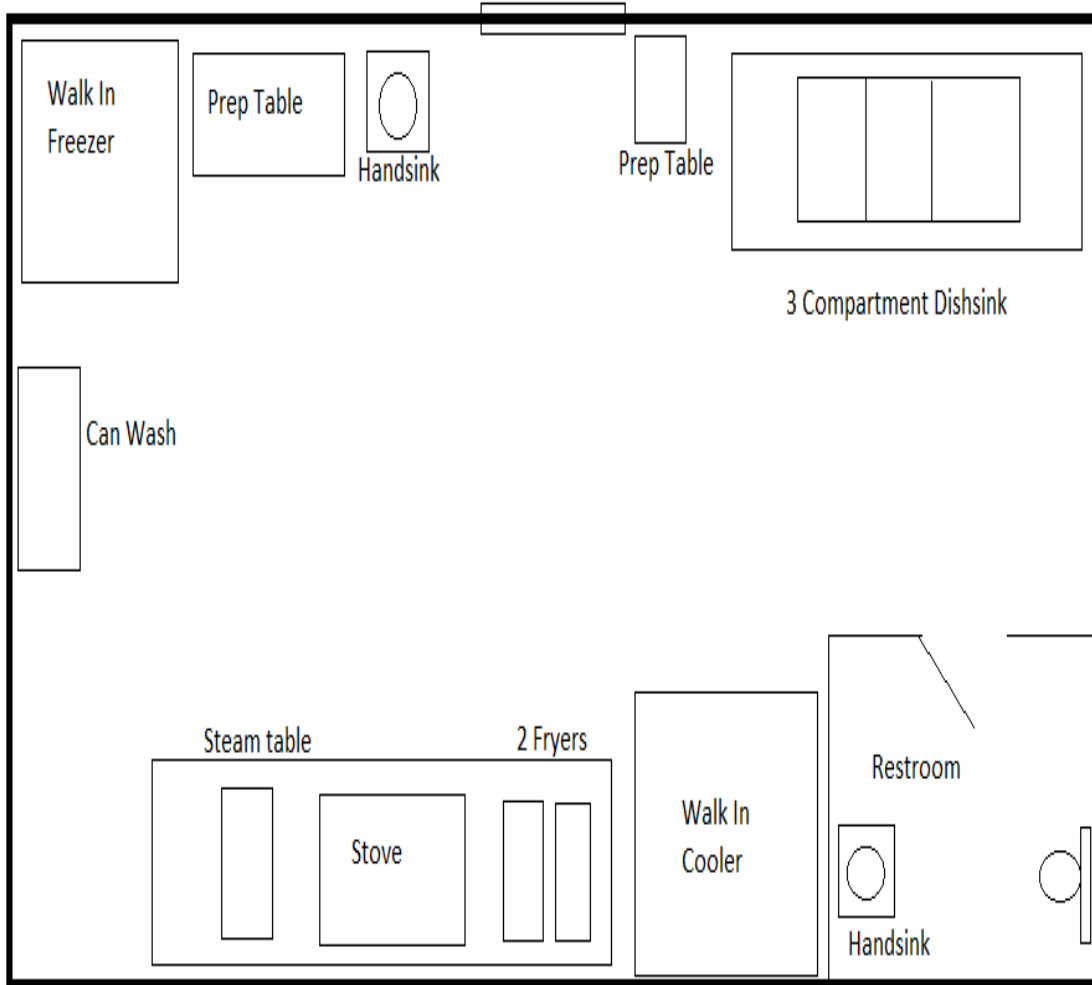 Walk In
Freezer
Prep Table
Handsink
Prep Table
3 Compartment Dishsink
Can Wash
Steam table
2 Fryers
Stove
Walk In
Cooler
Restroom
Handsink